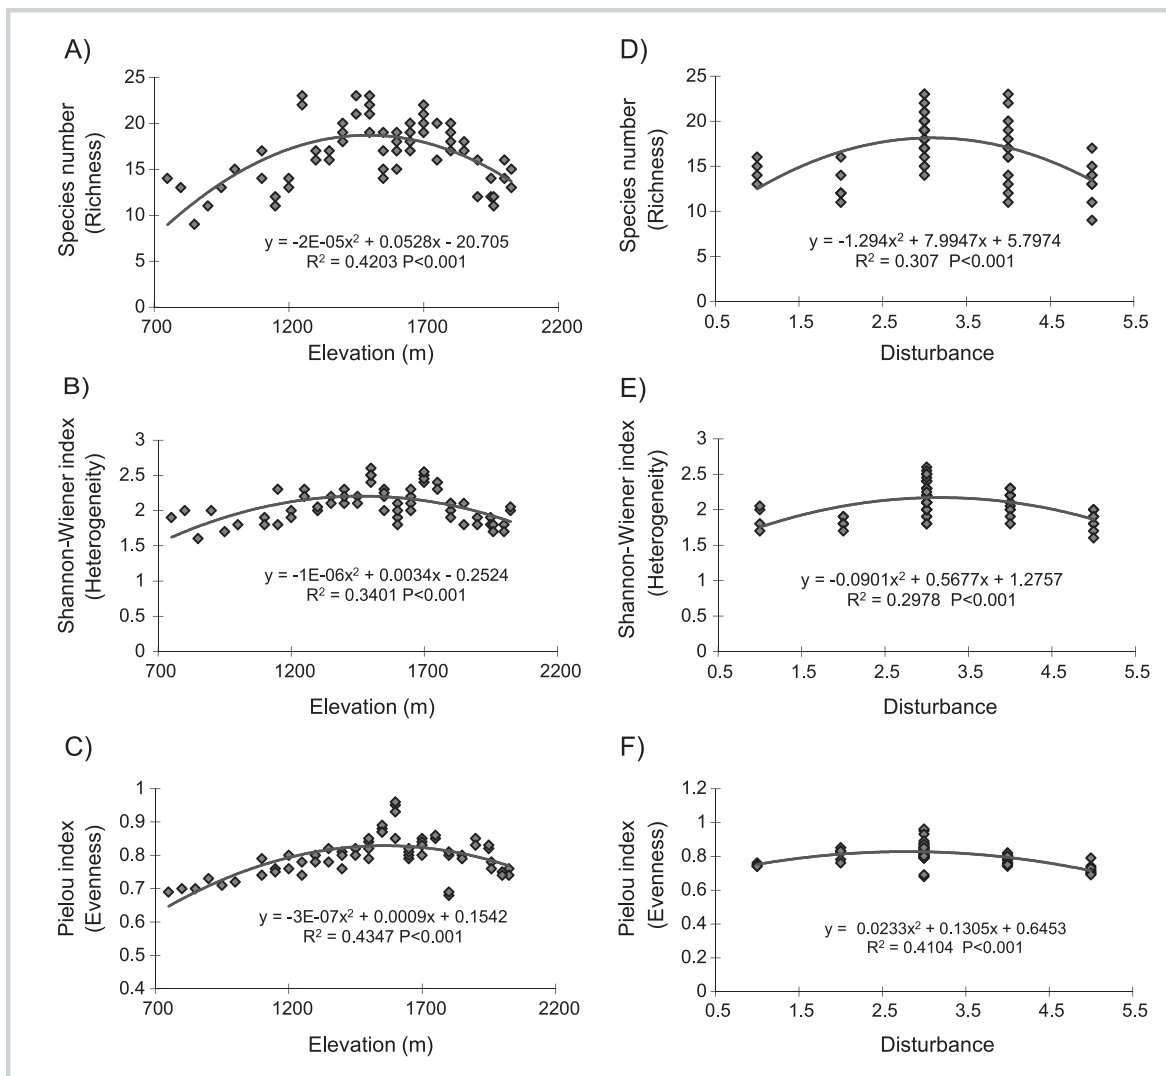 A)
Species number
(Richness)
25
20
15
10
5
0
y = -2E-05x² + 0.0528x - 20.705
R² = 0.4203 P<0.001
700 1200 1700 2200
Elevation (m)
D)
Species number
(Richness)
25
20
15
10
5
0
y = -1.294x² + 7.9947x + 5.7974
R² = 0.307 P<0.001
0.5 1.5 2.5 3.5 4.5 5.5
Disturbance
B)
Shannon-Wiener index
(Heterogeneity)
3
2.5
2
1.5
1
0.5
0
y = -1E-06x² + 0.0034x - 0.2524
R² = 0.3401 P<0.001
700 1200 1700 2200
Elevation (m)
E)
Shannon-Wiener index
(Heterogeneity)
3
2.5
2
1.5
1
0.5
0
y = -0.0901x² + 0.5677x + 1.2757
R² = 0.2978 P<0.001
0.5 1.5 2.5 3.5 4.5 5.5
Disturbance
C)
Pielou index
(Evenness)
1
0.9
0.8
0.7
0.6
0.5
0.4
y = -3E-07x² + 0.0009x + 0.1542
R² = 0.4347 P<0.001
700 1200 1700 2200
Elevation (m)
F)
Pielou index
(Evenness)
1.2
1
0.8
0.6
0.4
0.2
0
y = 0.0233x² + 0.1305x + 0.6453
R² = 0.4104 P<0.001
0.5 1.5 2.5 3.5 4.5 5.5
Disturbance